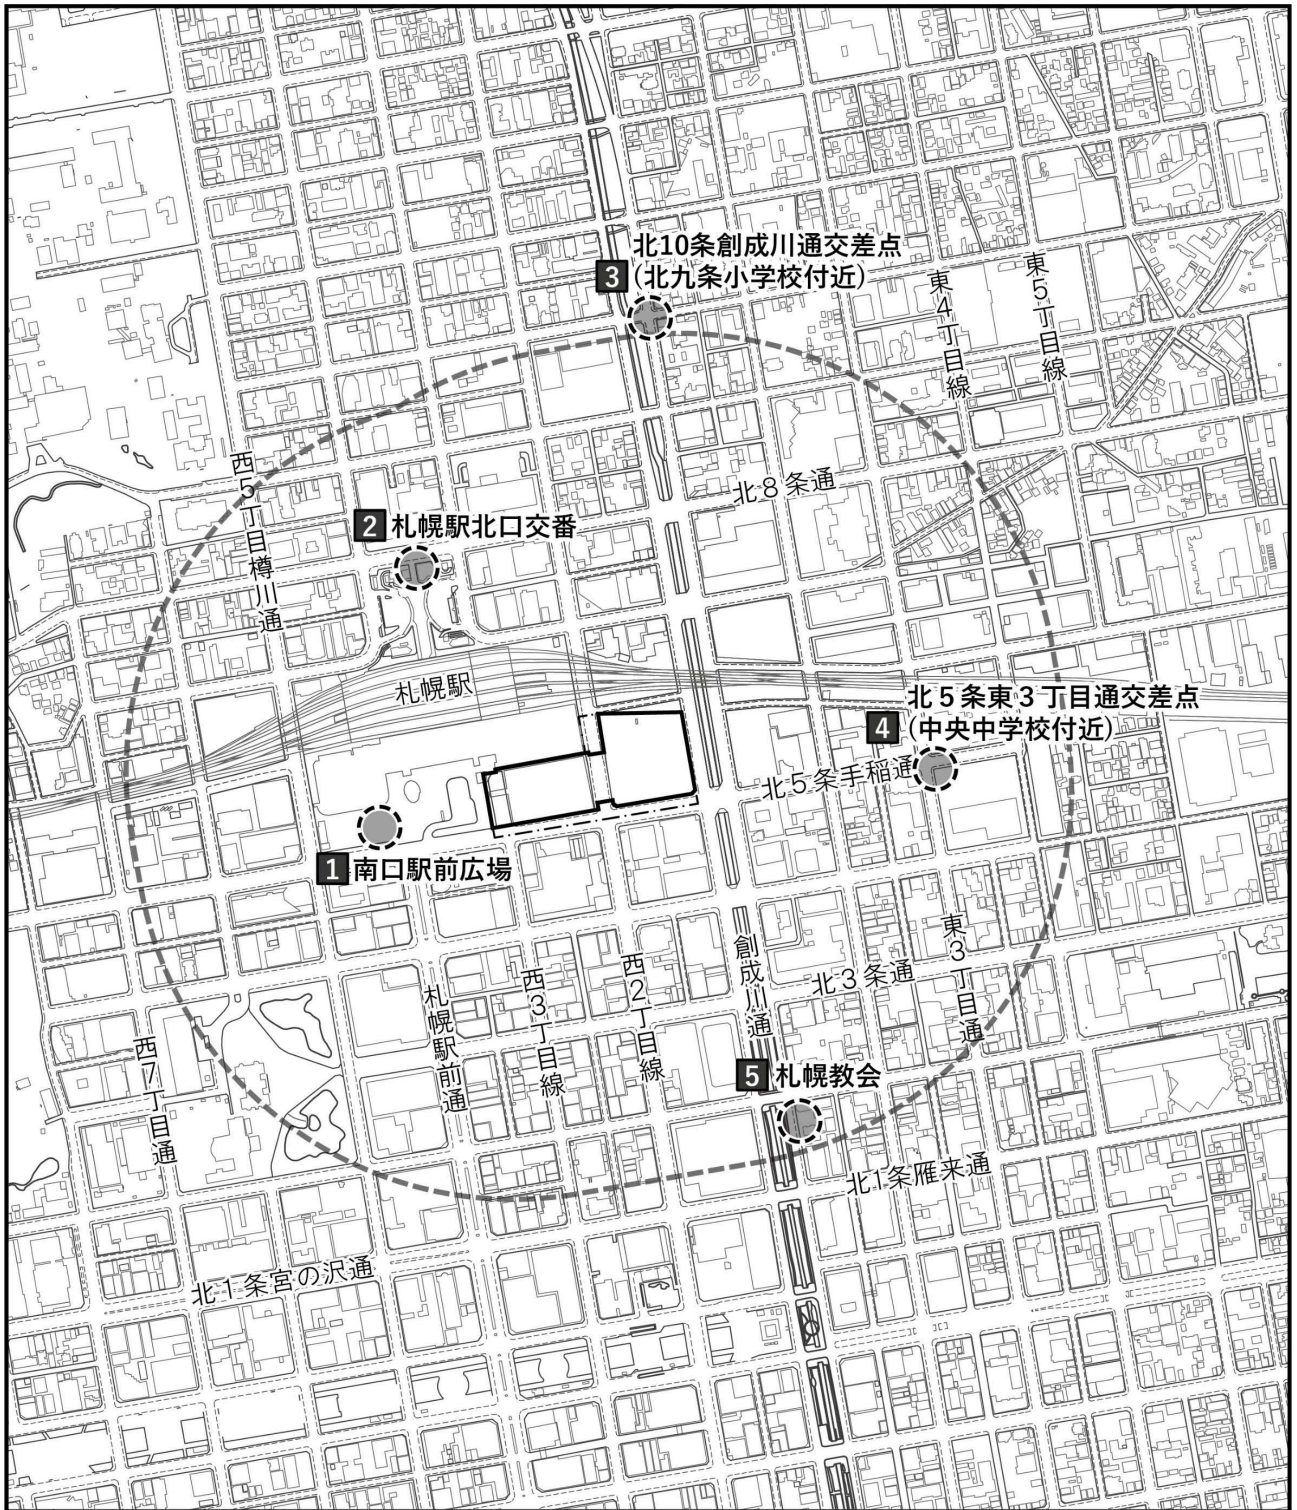 北10条創成川通交差点
3
(北九条小学校付近)
東4丁目線
東5丁目線
西5丁目樽川通
北8条通
2 札幌駅北口交番
札幌駅
北5条東3丁目通交差点
4
(中央中学校付近)
北5条手稲通
1 南口駅前広場
札幌駅前通
西3丁目線
西2丁目線
創成川通
北3条通
東3丁目通
西7丁目通
5 札幌教会
北1条雁来通
北1条宮の沢通